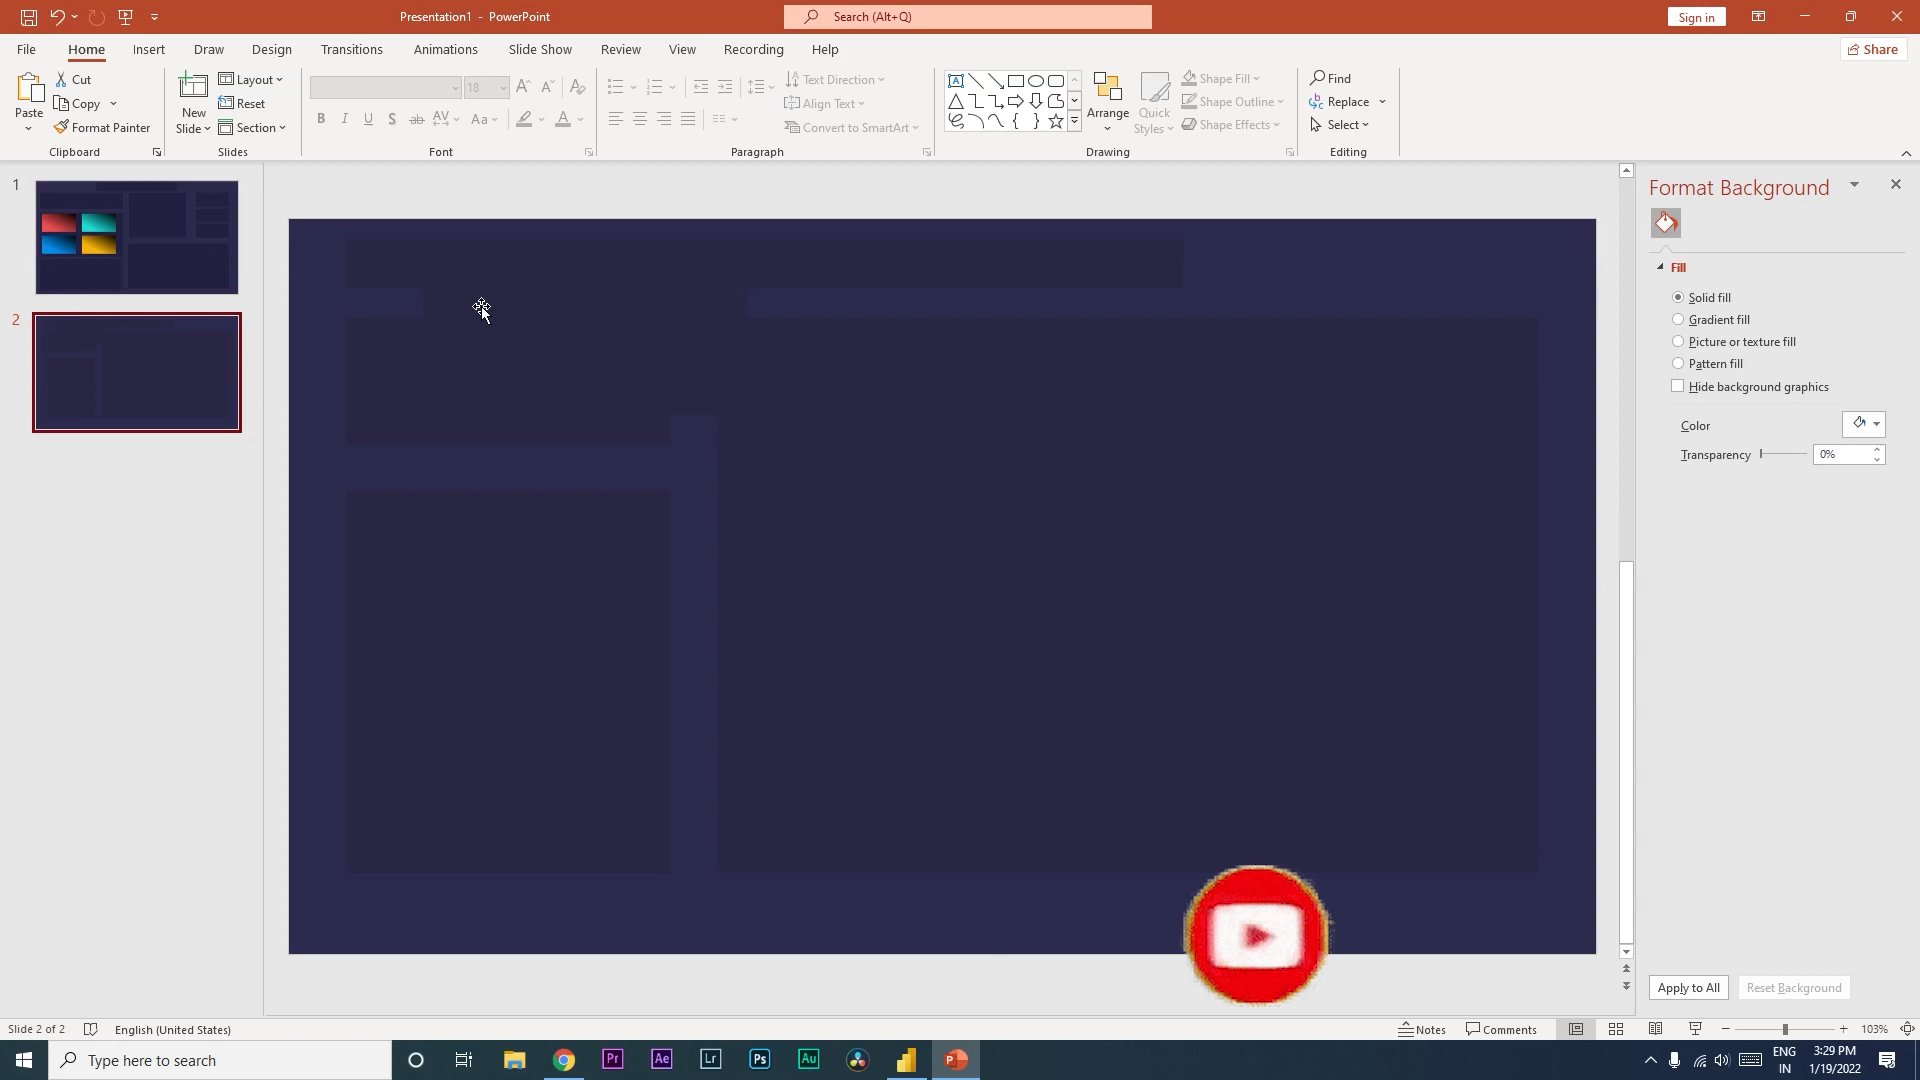 Presentation1 - PowerPoint
Search (Alt+Q)
Sign in
File Home Insert Draw Design Transitions Animations Slide Show Review View Recording Help
Share
Paste
Cut
Copy
Format Painter
Clipboard
New Slide
Layout
Reset
Section
Slides
18
Font
Text Direction
Align Text
Convert to SmartArt
Paragraph
Arrange
Quick Styles
Shape Fill
Shape Outline
Shape Effects
Drawing
Find
Replace
Select
Editing
1
2
Format Background
Fill
Solid fill
Gradient fill
Picture or texture fill
Pattern fill
Hide background graphics
Color
Transparency 0%
Apply to All Reset Background
Slide 2 of 2 English (United States) Notes Comments 103%
Type here to search
Pr Ae Lr Ps Au
ENG
IN
3:29 PM
1/19/2022